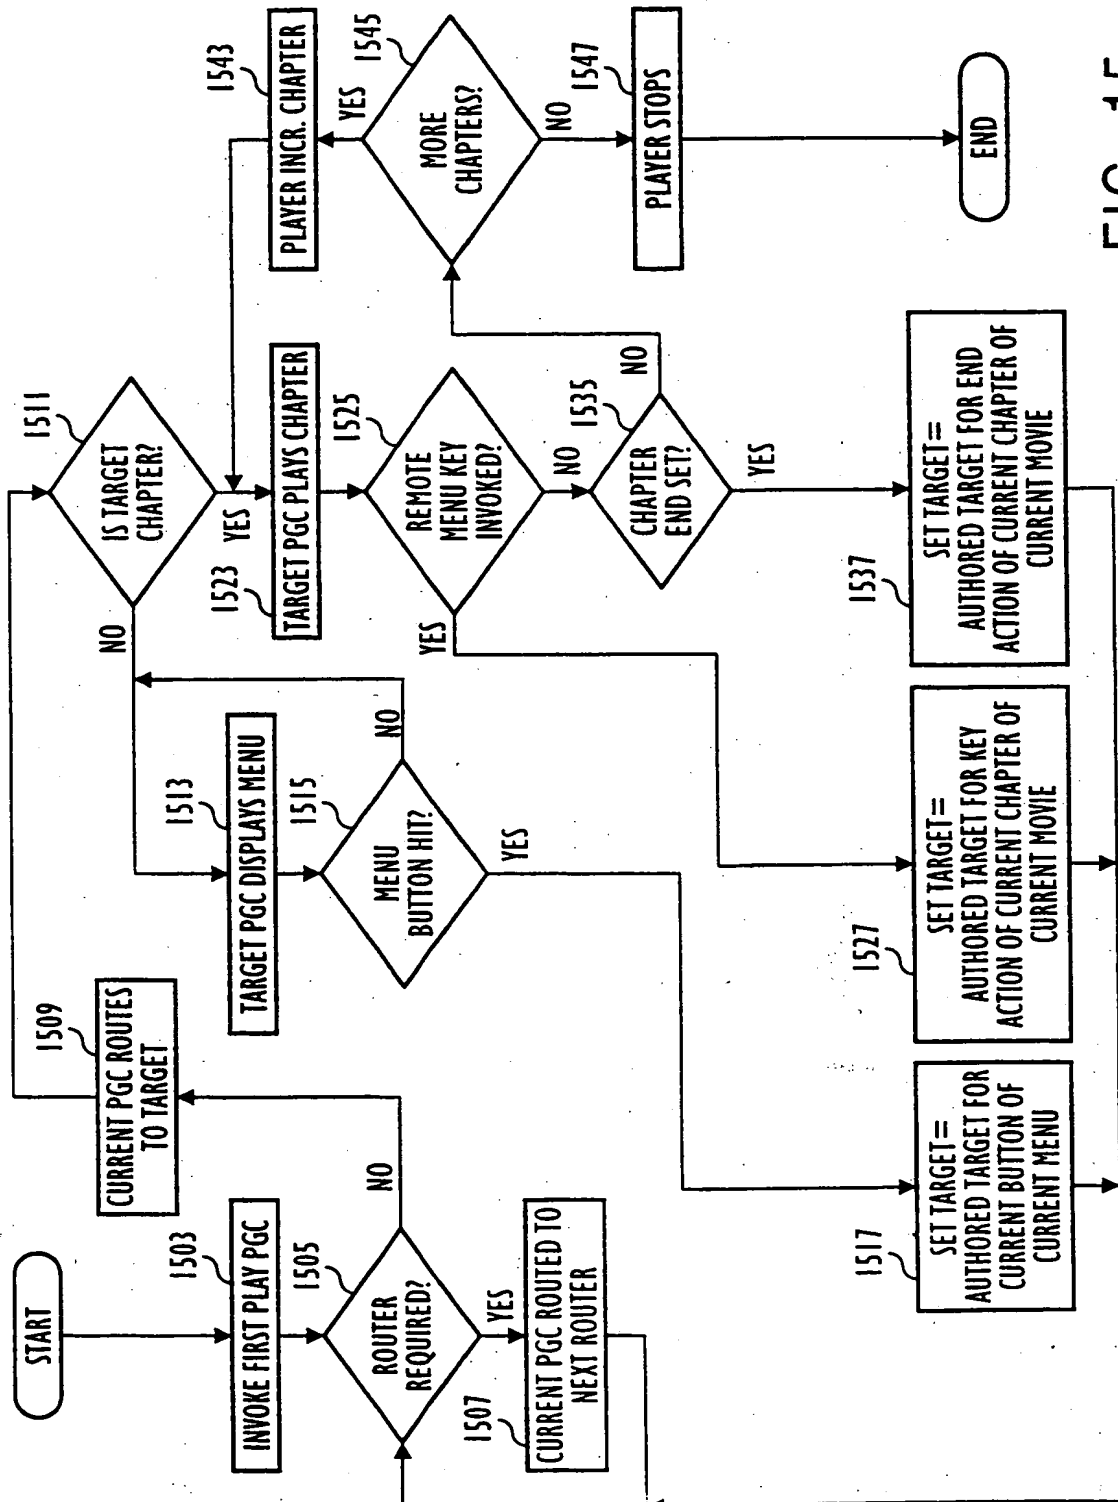 START
1503
INVOKE FIRST PLAY PGC
1505
ROUTER
REQUIRED?
NO
YES
1507
CURRENT PGC ROUTED TO
NEXT ROUTER
1509
CURRENT PGC ROUTES
TO TARGET
1511
IS TARGET
CHAPTER?
NO
YES
1513
TARGET PGC DISPLAYS MENU
1515
MENU
BUTTON HIT?
NO
YES
1517
SET TARGET=
AUTHORED TARGET FOR
CURRENT BUTTON OF
CURRENT MENU
1523
TARGET PGC PLAYS CHAPTER
1525
REMOTE
MENU KEY
INVOKED?
YES
NO
1527
SET TARGET=
AUTHORED TARGET FOR KEY
ACTION OF CURRENT CHAPTER OF
CURRENT MOVIE
1535
CHAPTER
END SET?
NO
YES
1537
SET TARGET=
AUTHORED TARGET FOR END
ACTION OF CURRENT CHAPTER OF
CURRENT MOVIE
1543
PLAYER INCR. CHAPTER
1545
MORE
CHAPTERS?
YES
NO
1547
PLAYER STOPS
END